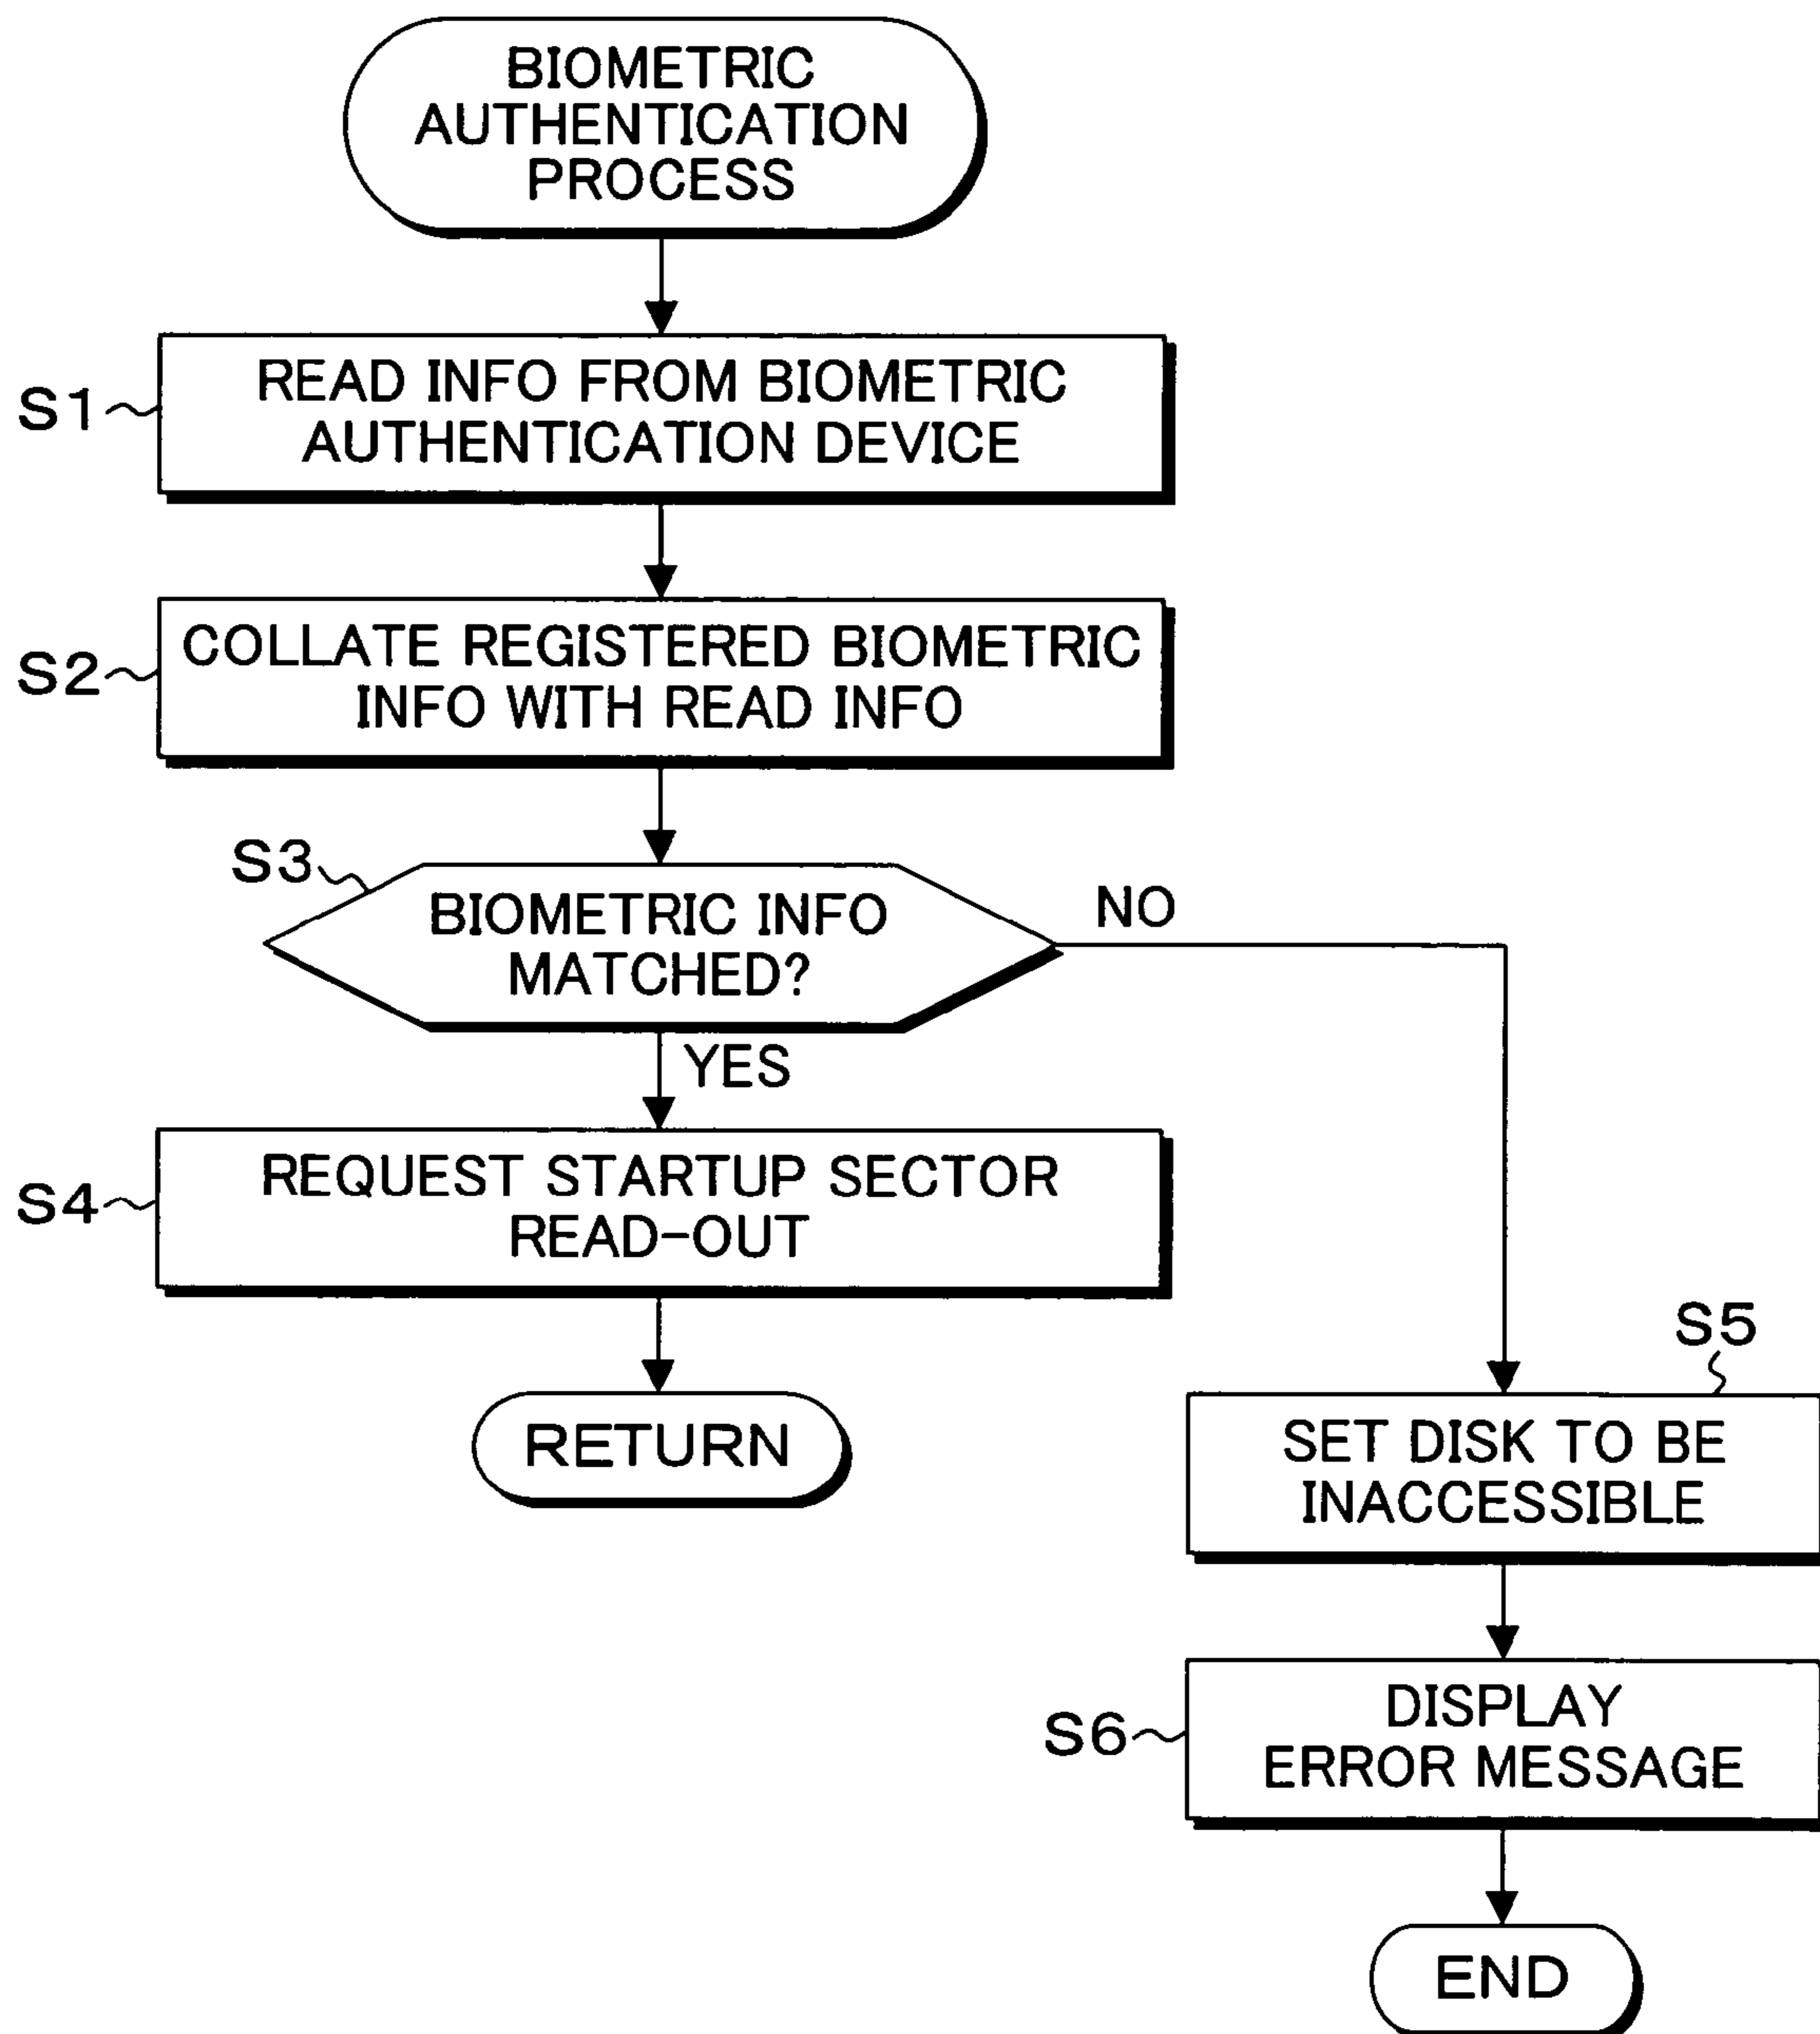 BIOMETRIC
AUTHENTICATION
PROCESS
S1
READ INFO FROM BIOMETRIC
AUTHENTICATION DEVICE
S2
COLLATE REGISTERED BIOMETRIC
INFO WITH READ INFO
S3
BIOMETRIC INFO
MATCHED?
NO
YES
S4
REQUEST STARTUP SECTOR
READ-OUT
RETURN
S5
SET DISK TO BE
INACCESSIBLE
S6
DISPLAY
ERROR MESSAGE
END